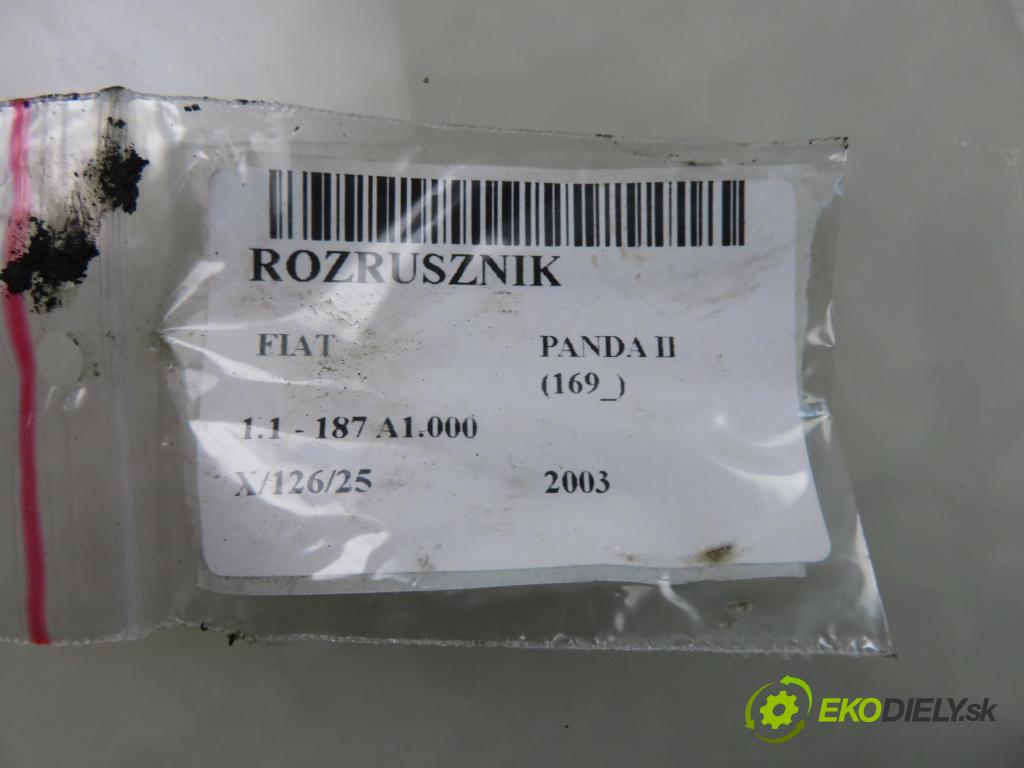 ROZRUSZNIK
FIAT PANDA II
(169_)
1.1 - 187 A1.000
X/126/25 2003
EKODIELY.sk